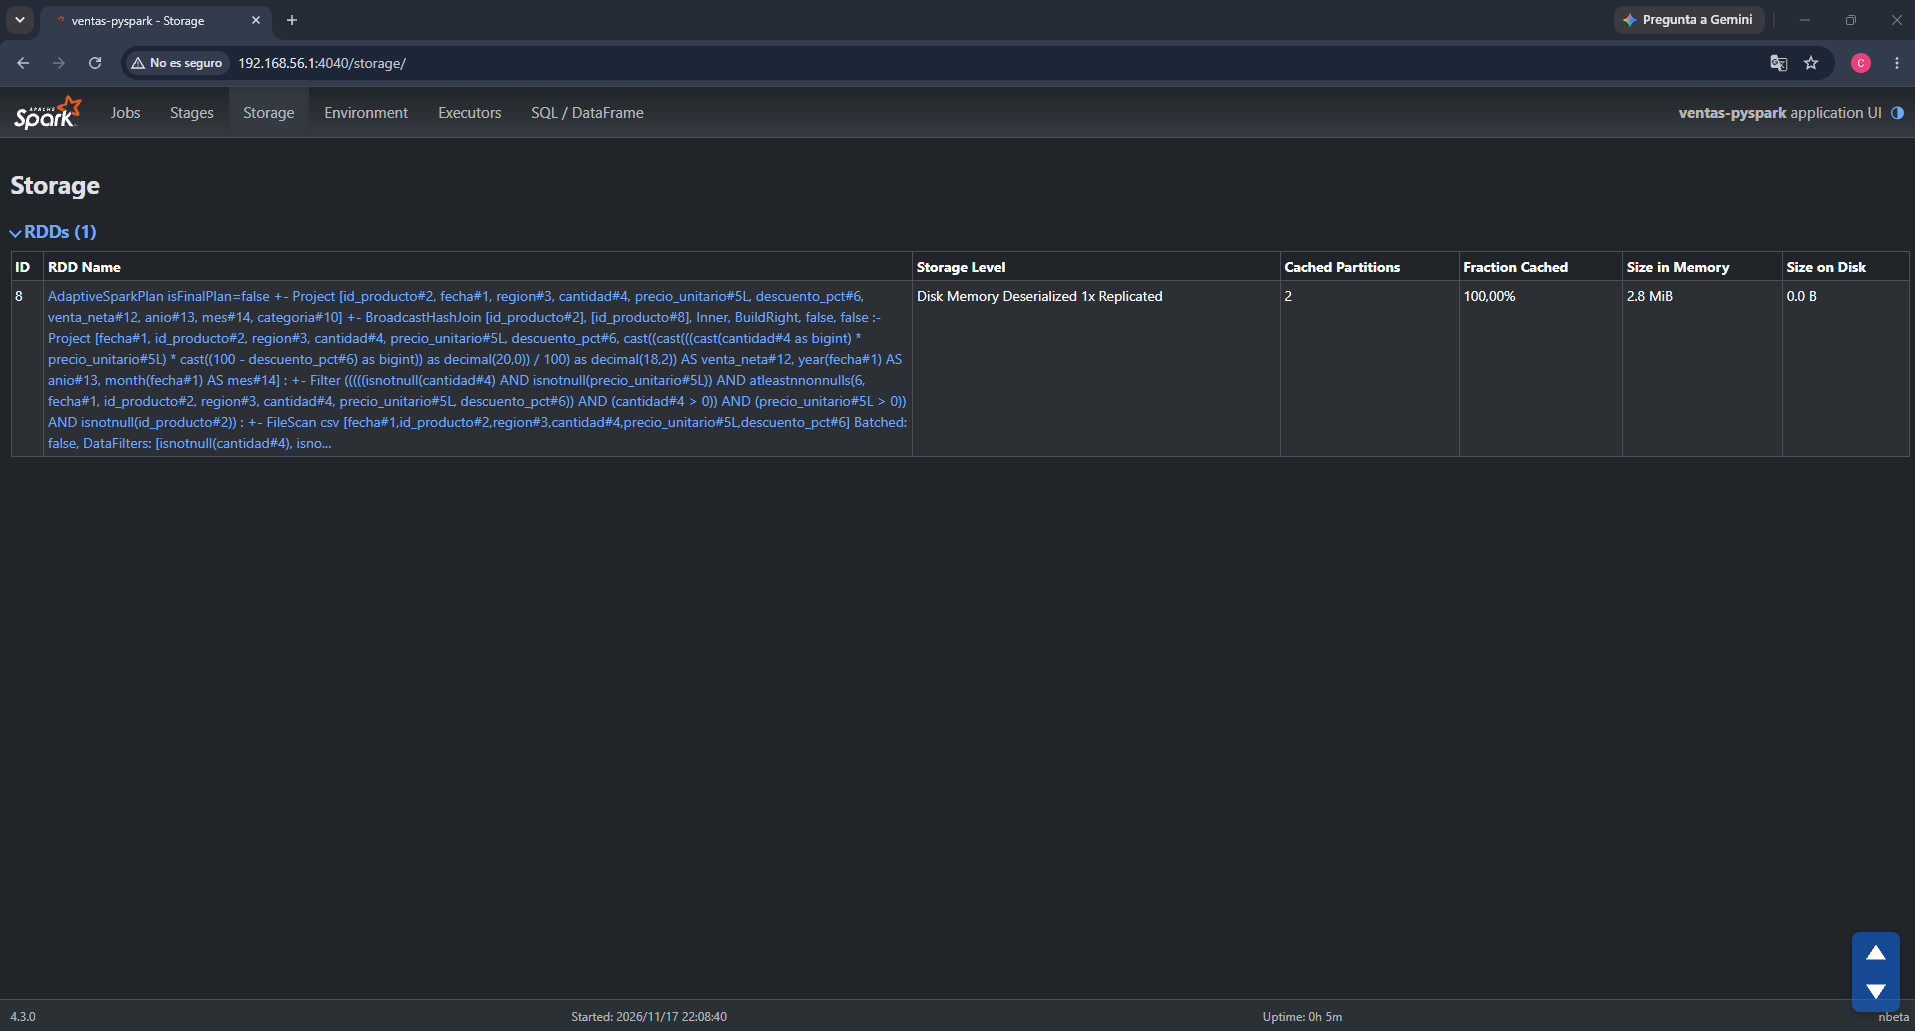 ventas-pyspark - Storage
Pregunta a Gemini
No es seguro 192.168.56.1:4040/storage/
C
APACHE Spark Jobs Stages Storage Environment Executors SQL / DataFrame ventas-pyspark application UI
Storage
RDDs (1)
ID RDD Name Storage Level Cached Partitions Fraction Cached Size in Memory Size on Disk
8 AdaptiveSparkPlan isFinalPlan=false +- Project [id_producto#2, fecha#1, region#3, cantidad#4, precio_unitario#5L, descuento_pct#6, Disk Memory Deserialized 1x Replicated 2 100,00% 2.8 MiB 0.0 B
venta_neta#12, anio#13, mes#14, categoria#10] +- BroadcastHashJoin [id_producto#2], [id_producto#8], Inner, BuildRight, false, false :-
Project [fecha#1, id_producto#2, region#3, cantidad#4, precio_unitario#5L, descuento_pct#6, cast((cast(((cast(cantidad#4 as bigint) *
precio_unitario#5L) * cast((100 - descuento_pct#6) as bigint)) as decimal(20,0)) / 100) as decimal(18,2)) AS venta_neta#12, year(fecha#1) AS
anio#13, month(fecha#1) AS mes#14] : +- Filter (((((isnotnull(cantidad#4) AND isnotnull(precio_unitario#5L)) AND atleastnnonnulls(6,
fecha#1, id_producto#2, region#3, cantidad#4, precio_unitario#5L, descuento_pct#6)) AND (cantidad#4 > 0)) AND (precio_unitario#5L > 0))
AND isnotnull(id_producto#2)) : +- FileScan csv [fecha#1,id_producto#2,region#3,cantidad#4,precio_unitario#5L,descuento_pct#6] Batched:
false, DataFilters: [isnotnull(cantidad#4), isno...
4.3.0 Started: 2026/11/17 22:08:40 Uptime: 0h 5m nbeta